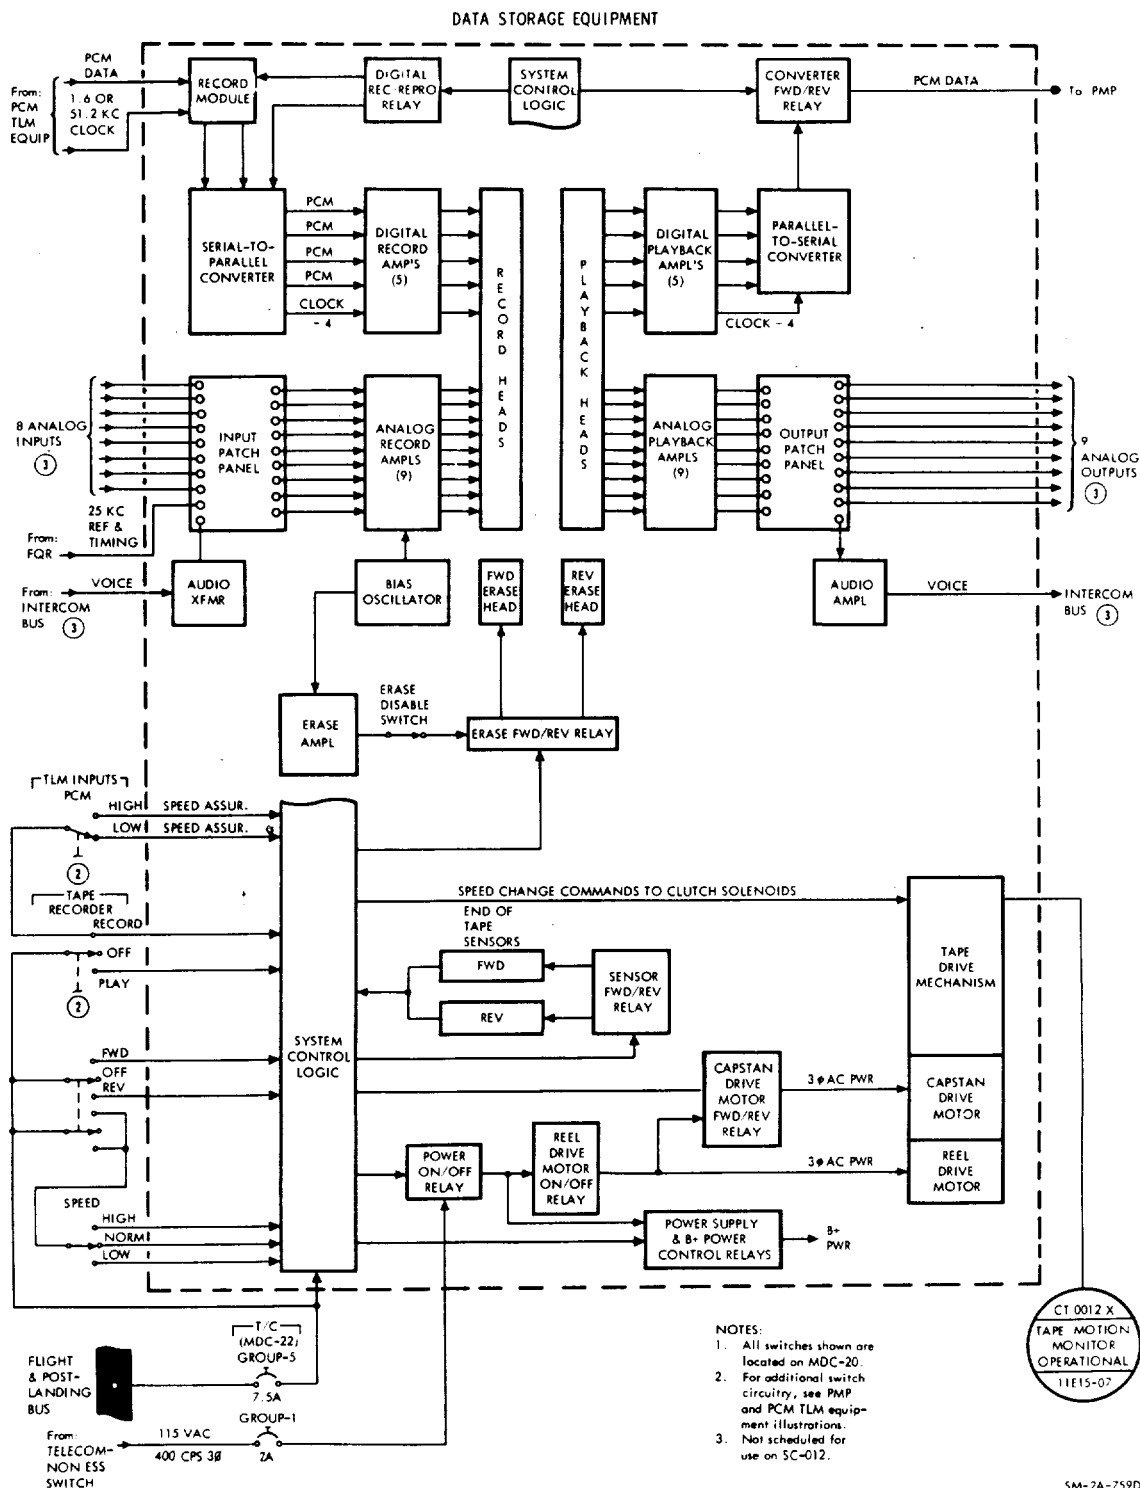 DATA STORAGE EQUIPMENT
PCM
DATA
From:
PCM
TLM
EQUIP
1.6 OR
51.2 KC
CLOCK
RECORD
MODULE
DIGITAL
REC-REPRO
RELAY
SYSTEM
CONTROL
LOGIC
CONVERTER
FWD/REV
RELAY
PCM DATA
To PMP
SERIAL-TO-
PARALLEL
CONVERTER
PCM
PCM
PCM
PCM
CLOCK
- 4
DIGITAL
RECORD
AMP'S
(5)
RECORD HEADS
PLAYBACK HEADS
DIGITAL
PLAYBACK
AMPL'S
(5)
CLOCK - 4
PARALLEL-
TO-SERIAL
CONVERTER
8 ANALOG
INPUTS
3
25 KC
REF &
TIMING
From:
FQR
INPUT
PATCH
PANEL
ANALOG
RECORD
AMPLS
(9)
ANALOG
PLAYBACK
AMPLS
(9)
OUTPUT
PATCH
PANEL
9
ANALOG
OUTPUTS
3
From:
INTERCOM
BUS 3
VOICE
AUDIO
XFMR
BIAS
OSCILLATOR
FWD
ERASE
HEAD
REV
ERASE
HEAD
AUDIO
AMPL
VOICE
INTERCOM
BUS 3
ERASE
AMPL
ERASE
DISABLE
SWITCH
ERASE FWD/REV RELAY
TLM INPUTS
PCM
HIGH SPEED ASSUR.
LOW SPEED ASSUR.
2
TAPE
RECORDER
RECORD
OFF
PLAY
2
FWD
OFF
REV
SPEED
HIGH
NORM
LOW
SYSTEM
CONTROL
LOGIC
SPEED CHANGE COMMANDS TO CLUTCH SOLENOIDS
END OF
TAPE
SENSORS
FWD
REV
SENSOR
FWD/REV
RELAY
TAPE
DRIVE
MECHANISM
CAPSTAN
DRIVE
MOTOR
FWD/REV
RELAY
3ϕ AC PWR
CAPSTAN
DRIVE
MOTOR
POWER
ON/OFF
RELAY
REEL
DRIVE
MOTOR
ON/OFF
RELAY
3ϕ AC PWR
REEL
DRIVE
MOTOR
POWER SUPPLY
& B+ POWER
CONTROL RELAYS
B+
PWR
FLIGHT
& POST-
LANDING
BUS
T/C
(MDC-22)
GROUP-5
7.5A
GROUP-1
2A
From:
TELECOM-
NON ESS
SWITCH
115 VAC
400 CPS 3ϕ
NOTES:
1. All switches shown are
located on MDC-20.
2. For additional switch
circuitry, see PMP
and PCM TLM equip-
ment illustrations.
3. Not scheduled for
use on SC-012.
CT 0012 X
TAPE MOTION
MONITOR
OPERATIONAL
11E15-07
SM-2A-759D